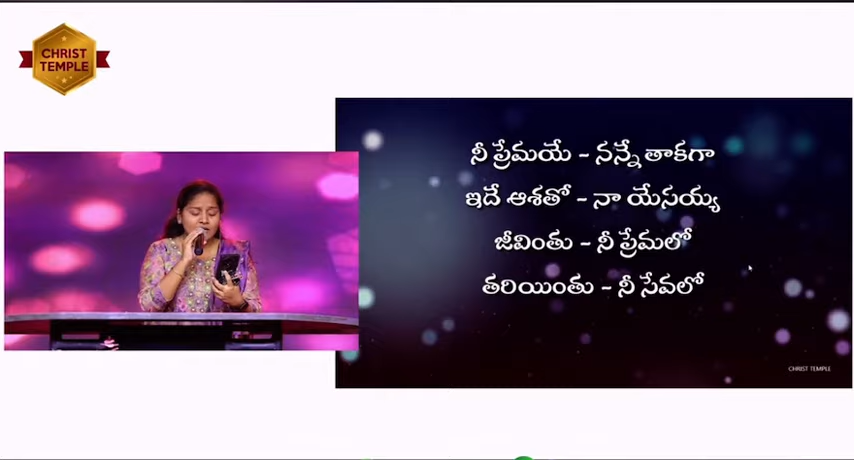 CHRIST
TEMPLE
నీ ప్రేమయే - నన్నే తాకగా
ఇదే ఆశతో - నా యేసయ్య
జీవింతు - నీ ప్రేమలో
తరియింతు - నీ సేవలో
CHRIST TEMPLE